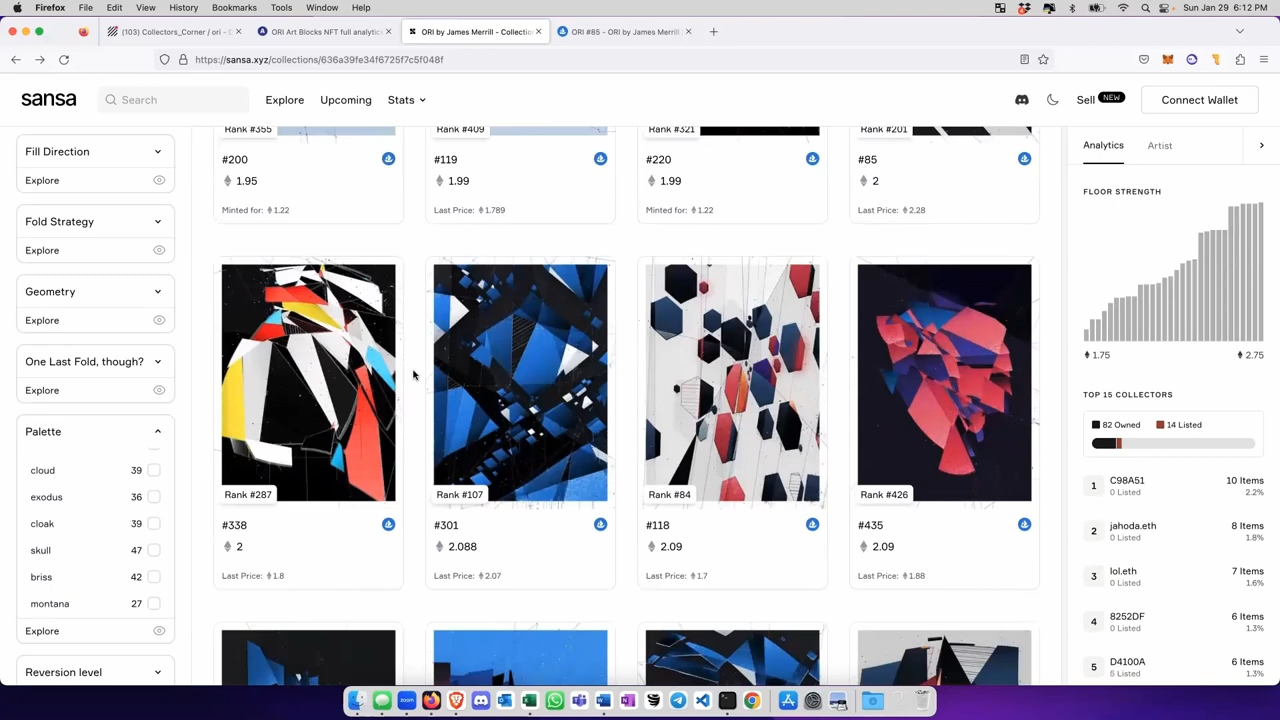 Firefox File Edit View History Bookmarks Tools Window Help
Sun Jan 29 6:12 PM
(103) Collectors_Corner / ori -
ORI Art Blocks NFT full analytics
ORI by James Merrill - Collection
ORI #85 - ORI by James Merrill
https://sansa.xyz/collections/636a39fe34f6725f7c5f048f
sansa
Search
Explore
Upcoming
Stats
Sell NEW
Connect Wallet
Fill Direction
Explore
Fold Strategy
Explore
Geometry
Explore
One Last Fold, though?
Explore
Palette
cloud 39
exodus 36
cloak 39
skull 47
briss 42
montana 27
Explore
Reversion level
Rank #355
#200
1.95
Minted for: 1.22
Rank #409
#119
1.99
Last Price: 1.789
Rank #321
#220
1.99
Minted for: 1.22
Rank #201
#85
2
Last Price: 2.28
Rank #287
#338
2
Last Price: 1.8
Rank #107
#301
2.088
Last Price: 2.07
Rank #84
#118
2.09
Last Price: 1.7
Rank #426
#435
2.09
Last Price: 1.88
Analytics
Artist
FLOOR STRENGTH
1.75
2.75
TOP 15 COLLECTORS
82 Owned
14 Listed
1 C98A51 10 Items
0 Listed 2.2%
2 jahoda.eth 8 Items
0 Listed 1.8%
3 lol.eth 7 Items
0 Listed 1.6%
4 8252DF 6 Items
0 Listed 1.3%
5 D4100A 6 Items
5 Listed 1.3%
zoom